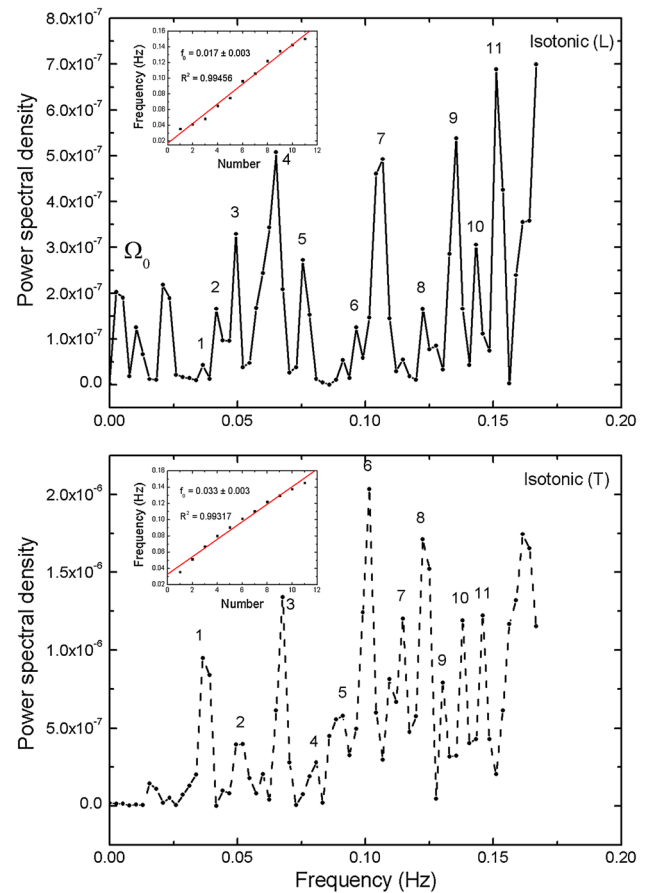 8.0x10⁻⁷
7.0x10⁻⁷
6.0x10⁻⁷
5.0x10⁻⁷
4.0x10⁻⁷
3.0x10⁻⁷
2.0x10⁻⁷
1.0x10⁻⁷
0.0
Power spectral density
Isotonic (L)
0.16
0.14
0.12
0.10
0.08
0.06
0.04
0.02
Frequency (Hz)
f₀ = 0.017 ± 0.003
R² = 0.99456
0 2 4 6 8 10 12
Number
Ω₀
1 2 3 4 5 6 7 8 9 10 11
0.00 0.05 0.10 0.15 0.20
2.0x10⁻⁶
1.5x10⁻⁶
1.0x10⁻⁶
5.0x10⁻⁷
0.0
Power spectral density
Isotonic (T)
0.16
0.14
0.12
0.10
0.08
0.06
0.04
0.02
Frequency (Hz)
f₀ = 0.033 ± 0.003
R² = 0.99317
0 2 4 6 8 10 12
Number
1 2 3 4 5 6 7 8 9 10 11
0.00 0.05 0.10 0.15 0.20
Frequency (Hz)